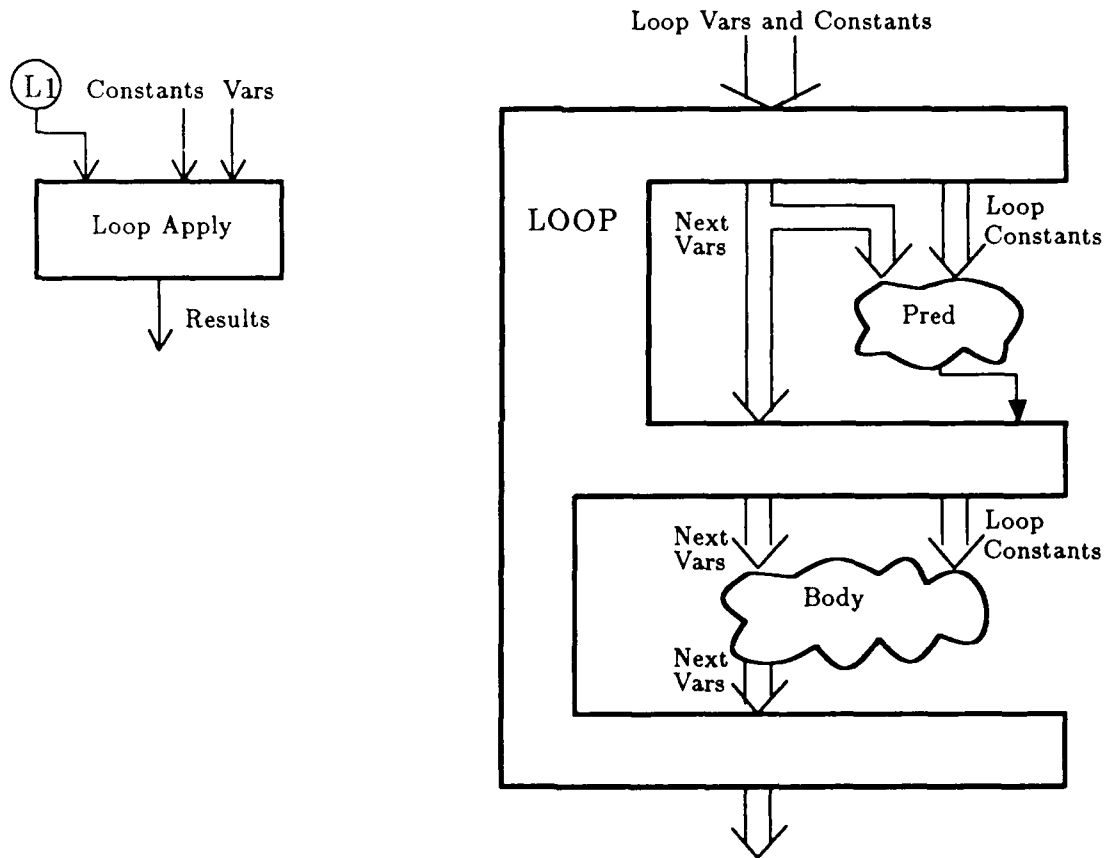 L1
Constants Vars
Loop Apply
Results
Loop Vars and Constants
LOOP
Next
Vars
Loop
Constants
Pred
Next
Vars
Loop
Constants
Body
Next
Vars